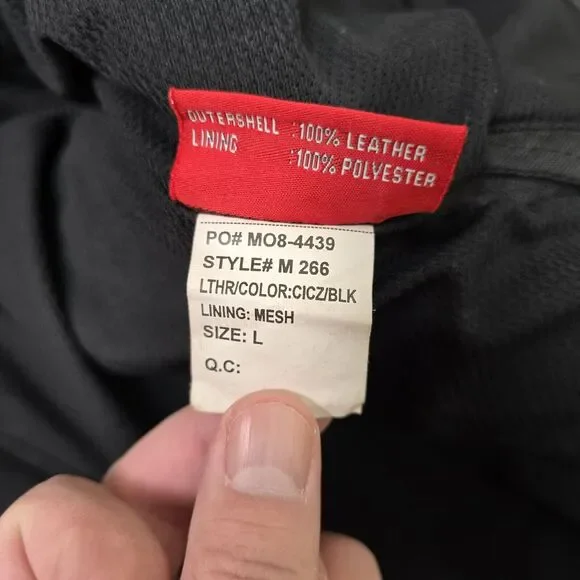 OUTERSHELL :100% LEATHER
LINING :100% POLYESTER
PO# MO8-4439
STYLE# M 266
LTHR/COLOR:CICZ/BLK
LINING: MESH
SIZE: L
Q.C: